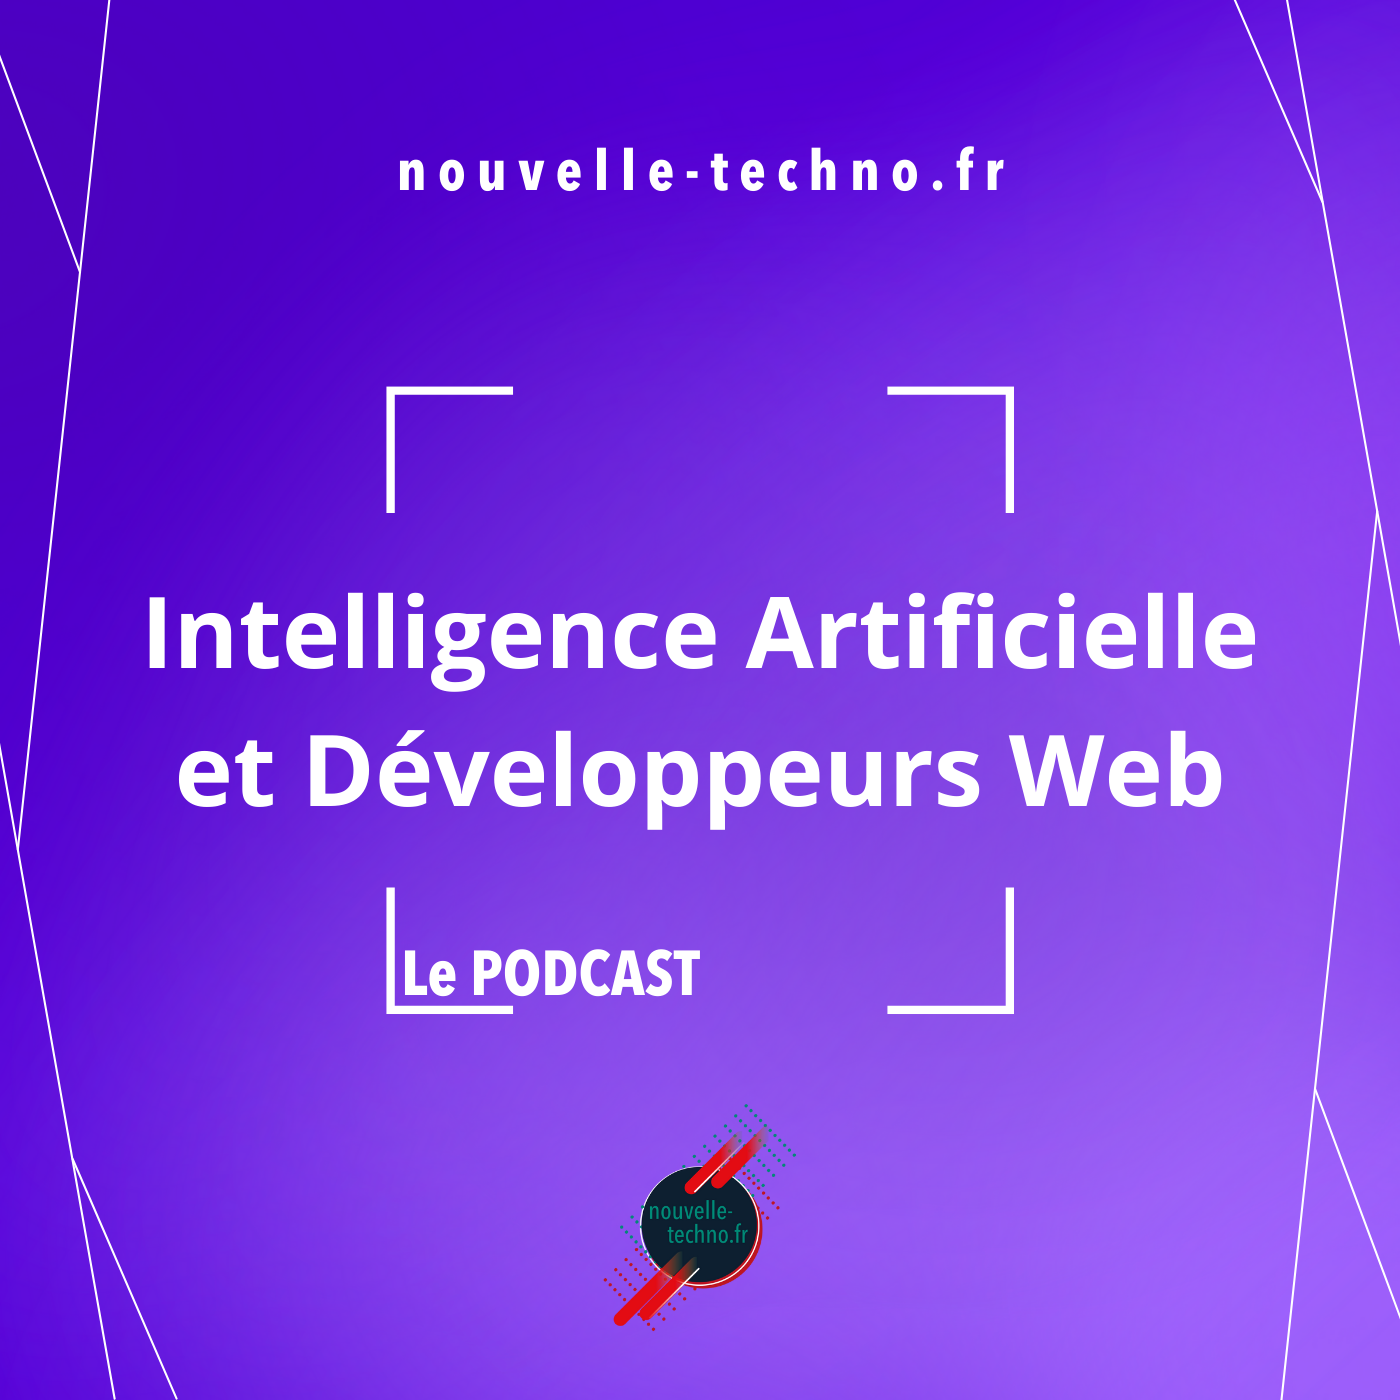 nouvelle-techno.fr
Intelligence Artificielle
et Développeurs Web
Le PODCAST
nouvelle-
techno.fr